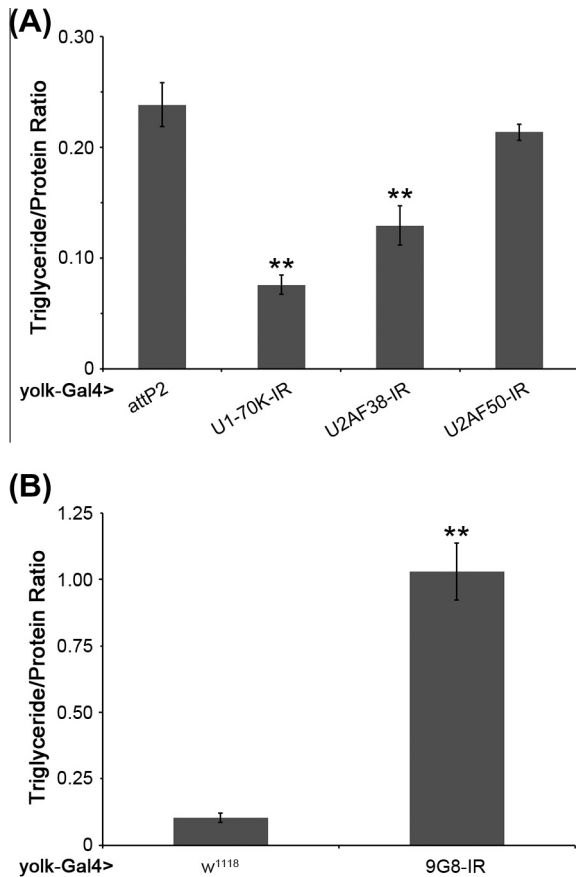 (A)
Triglyceride/Protein Ratio
0.30
0.20
0.10
0
**
**
yolk-Gal4>
attP2
U1-70K-IR
U2AF38-IR
U2AF50-IR
(B)
Triglyceride/Protein Ratio
1.25
1.00
0.75
0.50
0.25
0
**
yolk-Gal4>
w¹¹¹⁸
9G8-IR